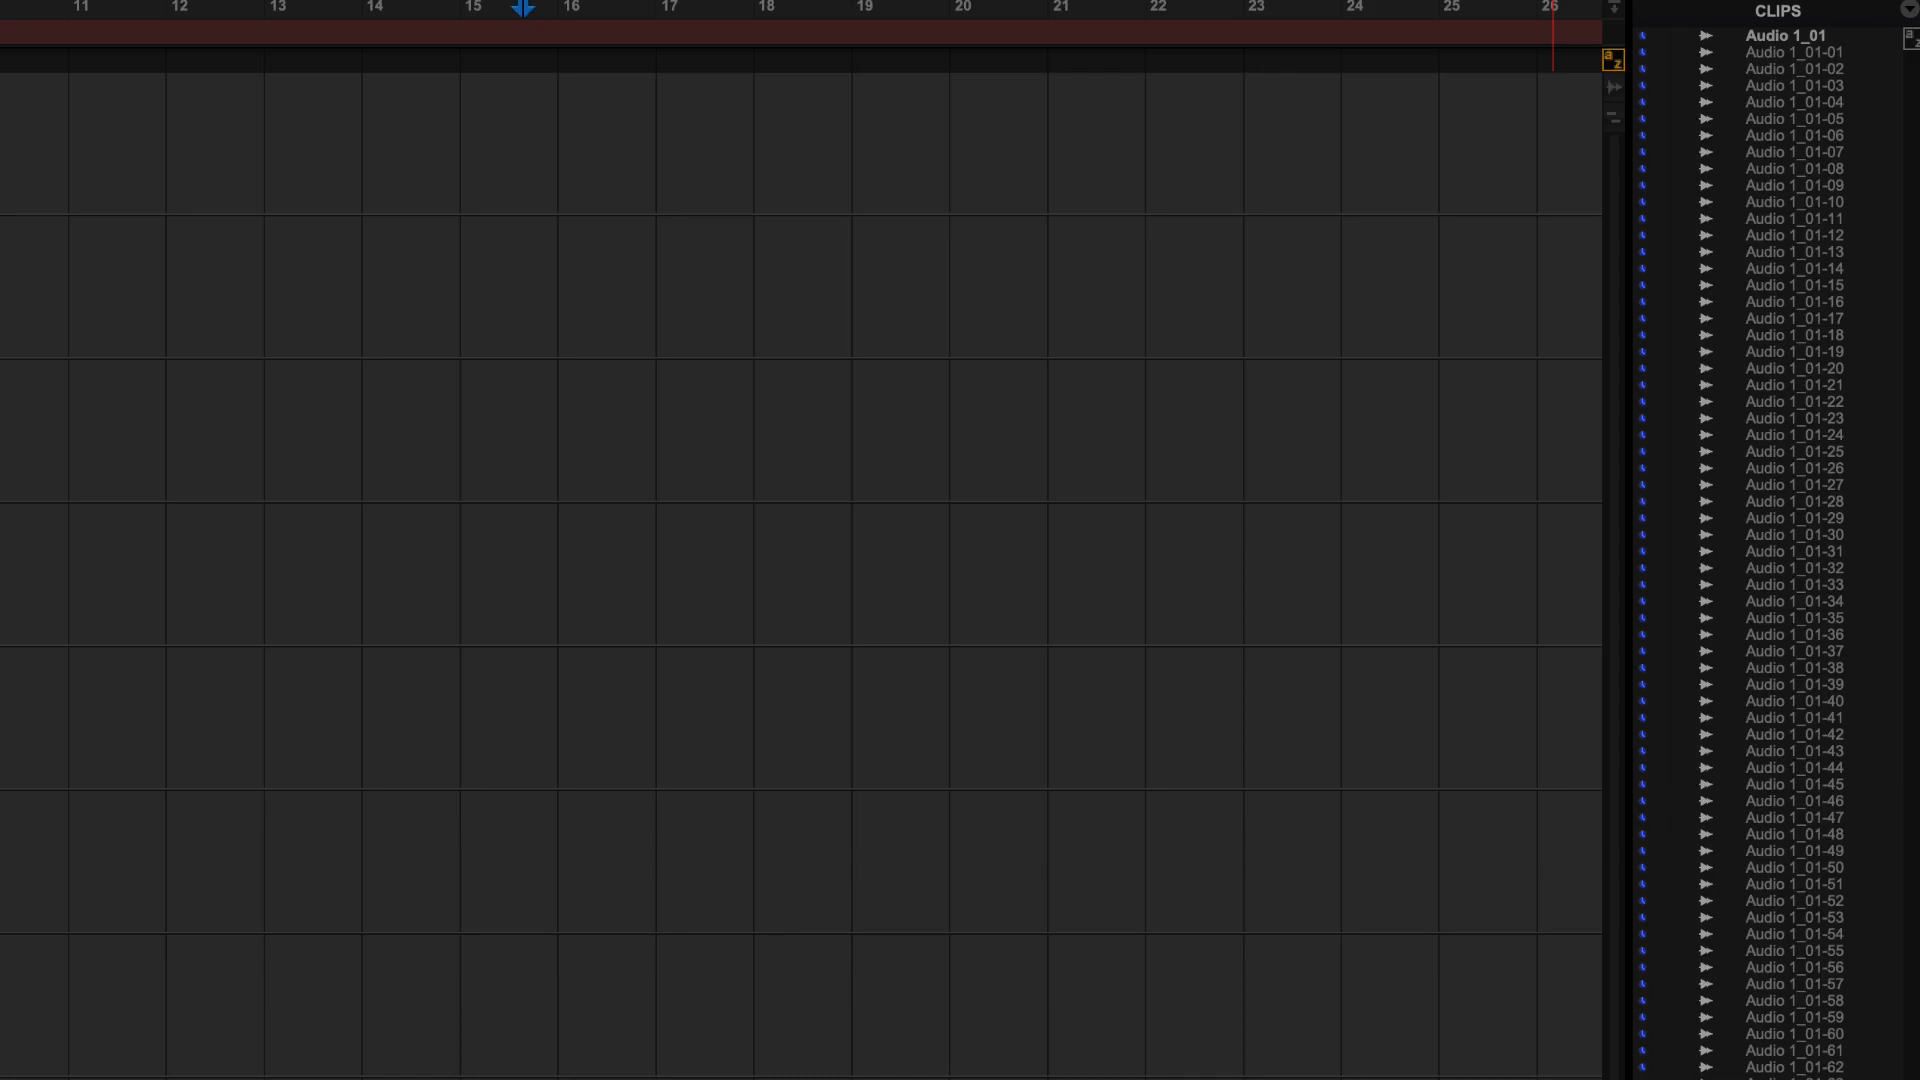 11 12 13 14 15 16 17 18 19 20 21 22 23 24 25 26
CLIPS
a z
a z
Audio 1_01
Audio 1_01-01
Audio 1_01-02
Audio 1_01-03
Audio 1_01-04
Audio 1_01-05
Audio 1_01-06
Audio 1_01-07
Audio 1_01-08
Audio 1_01-09
Audio 1_01-10
Audio 1_01-11
Audio 1_01-12
Audio 1_01-13
Audio 1_01-14
Audio 1_01-15
Audio 1_01-16
Audio 1_01-17
Audio 1_01-18
Audio 1_01-19
Audio 1_01-20
Audio 1_01-21
Audio 1_01-22
Audio 1_01-23
Audio 1_01-24
Audio 1_01-25
Audio 1_01-26
Audio 1_01-27
Audio 1_01-28
Audio 1_01-29
Audio 1_01-30
Audio 1_01-31
Audio 1_01-32
Audio 1_01-33
Audio 1_01-34
Audio 1_01-35
Audio 1_01-36
Audio 1_01-37
Audio 1_01-38
Audio 1_01-39
Audio 1_01-40
Audio 1_01-41
Audio 1_01-42
Audio 1_01-43
Audio 1_01-44
Audio 1_01-45
Audio 1_01-46
Audio 1_01-47
Audio 1_01-48
Audio 1_01-49
Audio 1_01-50
Audio 1_01-51
Audio 1_01-52
Audio 1_01-53
Audio 1_01-54
Audio 1_01-55
Audio 1_01-56
Audio 1_01-57
Audio 1_01-58
Audio 1_01-59
Audio 1_01-60
Audio 1_01-61
Audio 1_01-62